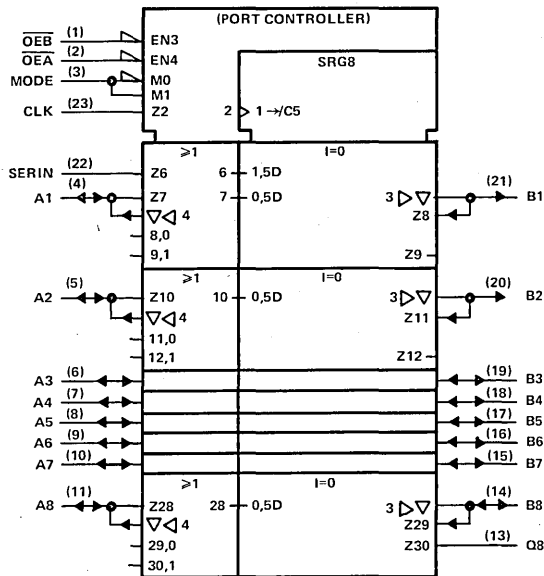 (PORT CONTROLLER)
OEB (1) EN3
OEA (2) EN4
MODE (3) M0
M1
CLK (23) Z2
SRG8
2 1 →/C5
≥1 I=0
SERIN (22) Z6 6 1,5D
A1 (4) Z7 7 0,5D 3 ▷ ▽ (21) B1
▽ ◁ 4 Z8
8,0
9,1 Z9
≥1 I=0
A2 (5) Z10 10 0,5D 3 ▷ ▽ (20) B2
▽ ◁ 4 Z11
11,0
12,1 Z12
A3 (6) (19) B3
A4 (7) (18) B4
A5 (8) (17) B5
A6 (9) (16) B6
A7 (10) (15) B7
≥1 I=0
A8 (11) Z28 28 0,5D 3 ▷ ▽ (14) B8
▽ ◁ 4 Z29
29,0
30,1 Z30 (13) Q8